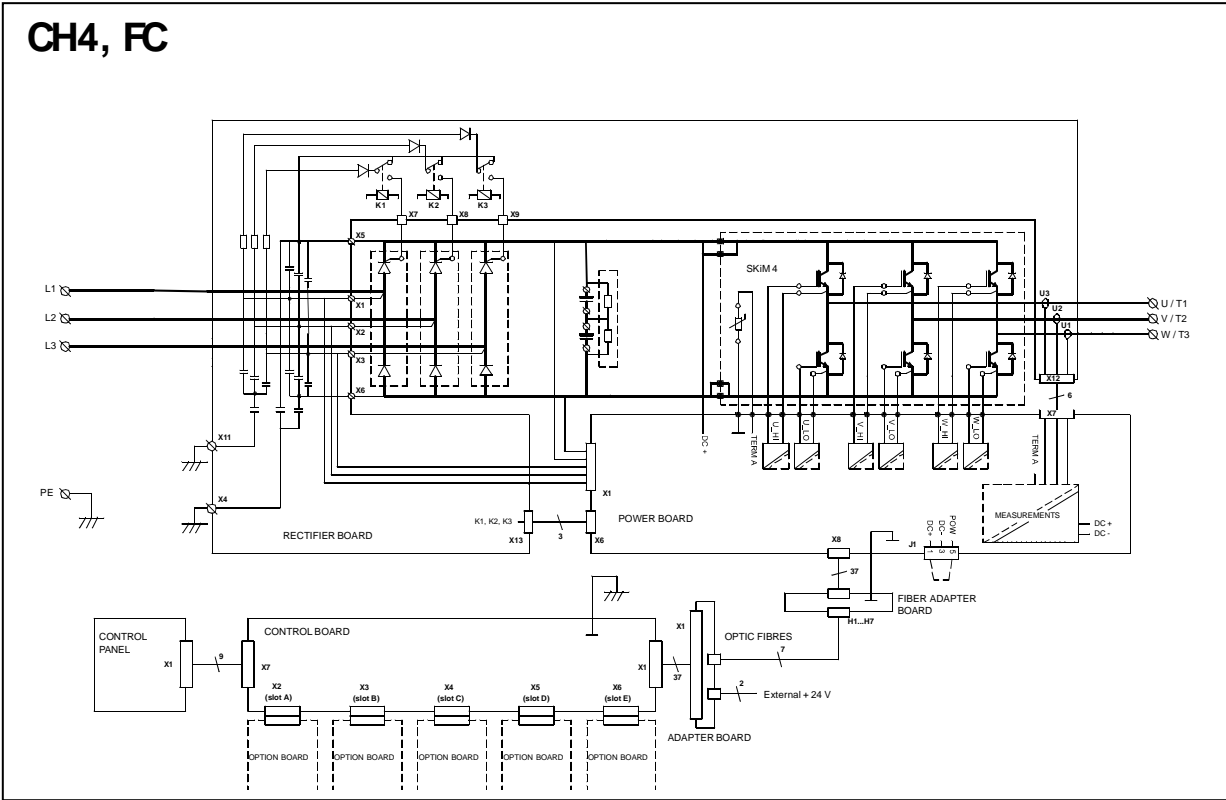 CH4, FC
K1
K2
K3
X7
X8
X9
X5
SKiM 4
L1
L2
L3
X1
X2
X3
X6
U3
U2
U1
U / T1
V / T2
W / T3
X12
6
X7
X11
X4
PE
DC +
TERM A
U_HI
U_LO
V_HI
V_LO
W_HI
W_LO
TERM A
X1
MEASUREMENTS
DC +
DC -
RECTIFIER BOARD
K1, K2, K3
X13
3
X6
POWER BOARD
X8
37
J1
DC+
DC-
POW
1
3
5
FIBER ADAPTER
BOARD
H1...H7
CONTROL
PANEL
X1
9
X7
CONTROL BOARD
X1
37
X1
OPTIC FIBRES
7
2
External + 24 V
ADAPTER BOARD
X2
(slot A)
X3
(slot B)
X4
(slot C)
X5
(slot D)
X6
(slot E)
OPTION BOARD
OPTION BOARD
OPTION BOARD
OPTION BOARD
OPTION BOARD